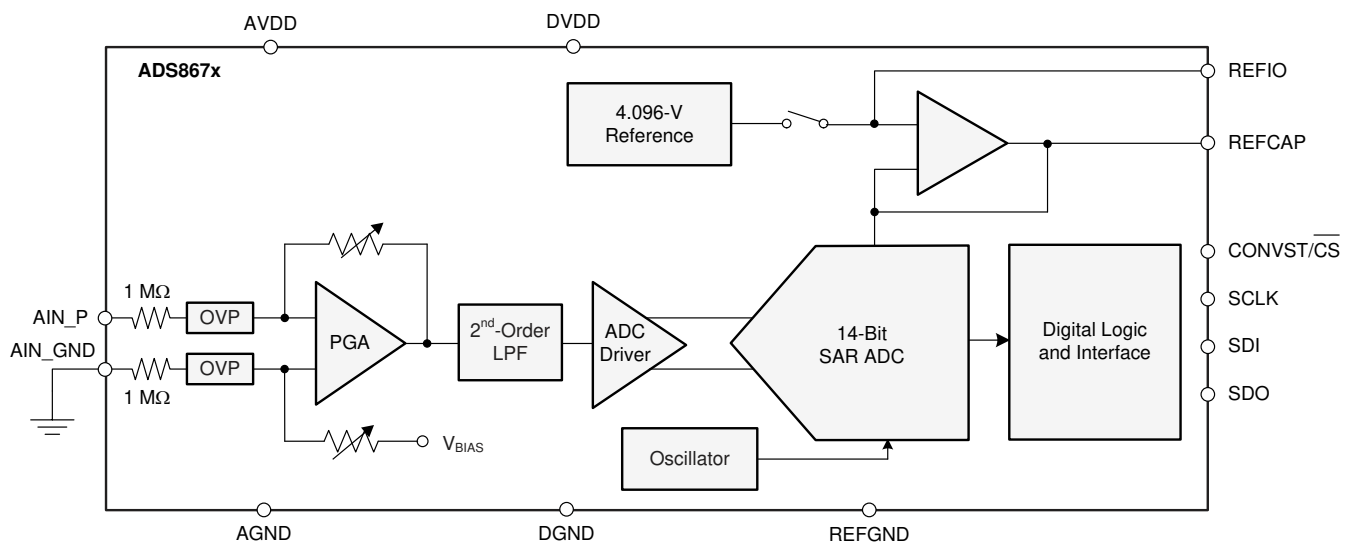 AVDD
DVDD
ADS867x
REFIO
4.096-V
Reference
REFCAP
CONVST/CS
1 MΩ
AIN_P
OVP
SCLK
2nd-Order
LPF
ADC
Driver
PGA
14-Bit
SAR ADC
Digital Logic
and Interface
AIN_GND
OVP
SDI
1 MΩ
SDO
VBIAS
Oscillator
AGND
DGND
REFGND